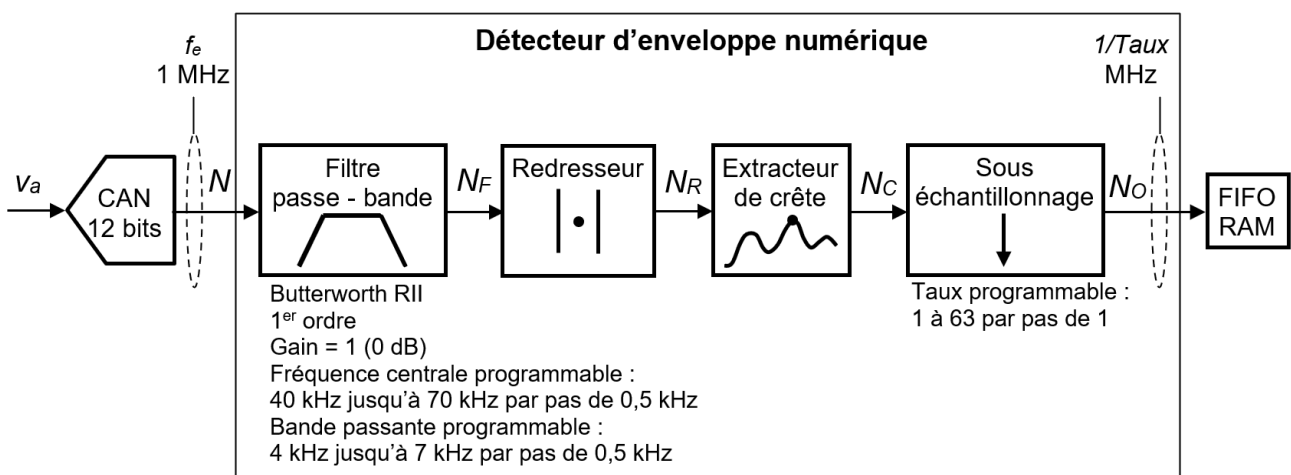 Détecteur d'enveloppe numérique
fe
1 MHz
1/Taux
MHz
va
CAN
12 bits
N
Filtre
passe - bande
NF
Redresseur
NR
Extracteur
de crête
NC
Sous
échantillonnage
NO
FIFO
RAM
Butterworth RII
1er ordre
Gain = 1 (0 dB)
Fréquence centrale programmable :
40 kHz jusqu'à 70 kHz par pas de 0,5 kHz
Bande passante programmable :
4 kHz jusqu'à 7 kHz par pas de 0,5 kHz
Taux programmable :
1 à 63 par pas de 1